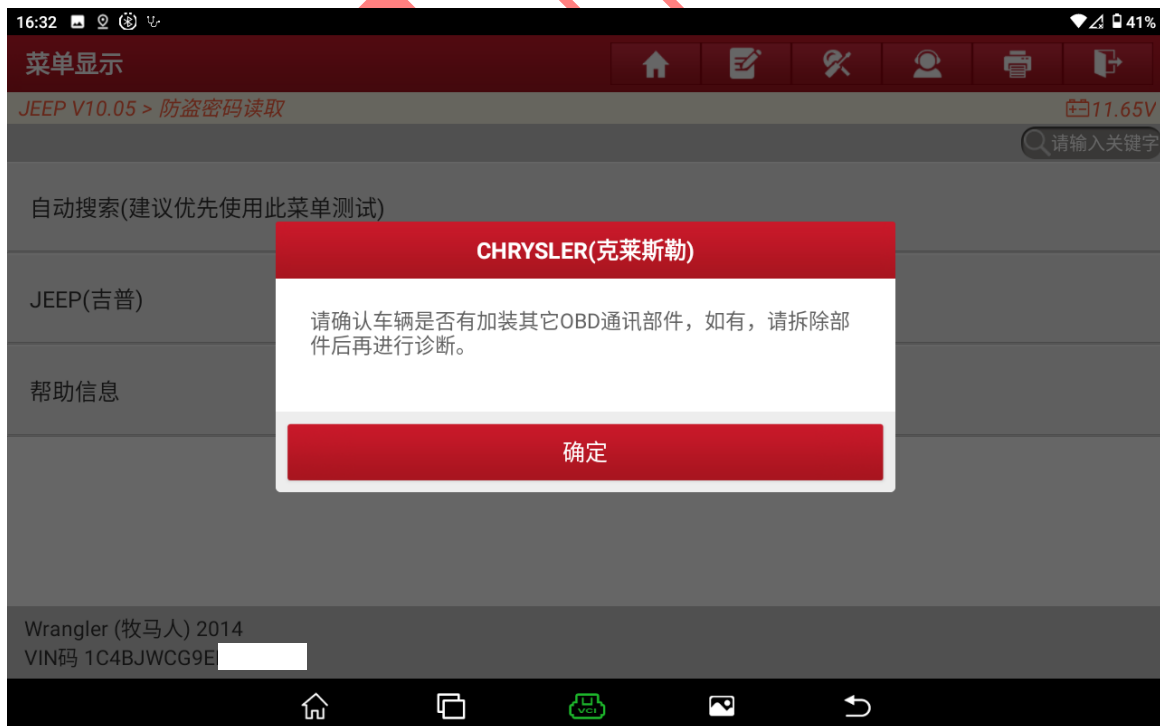 16:32
41%
菜单显示
JEEP V10.05 > 防盗密码读取
11.65V
请输入关键字
自动搜索(建议优先使用此菜单测试)
CHRYSLER(克莱斯勒)
JEEP(吉普)
请确认车辆是否有加装其它OBD通讯部件，如有，请拆除部
件后再进行诊断。
帮助信息
确定
Wrangler (牧马人) 2014
VIN码 1C4BJWCG9E
VCI